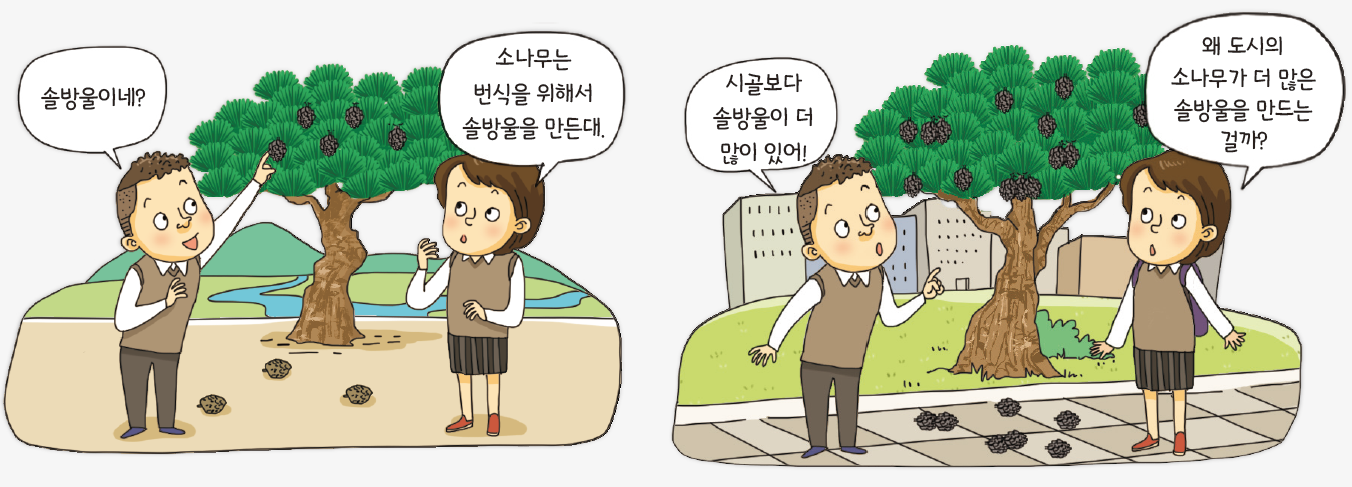 솔방울이네?
소나무는
번식을 위해서
솔방울을 만든대.
시골보다
솔방울이 더
많이 있어!
왜 도시의
소나무가 더 많은
솔방울을 만드는
걸까?